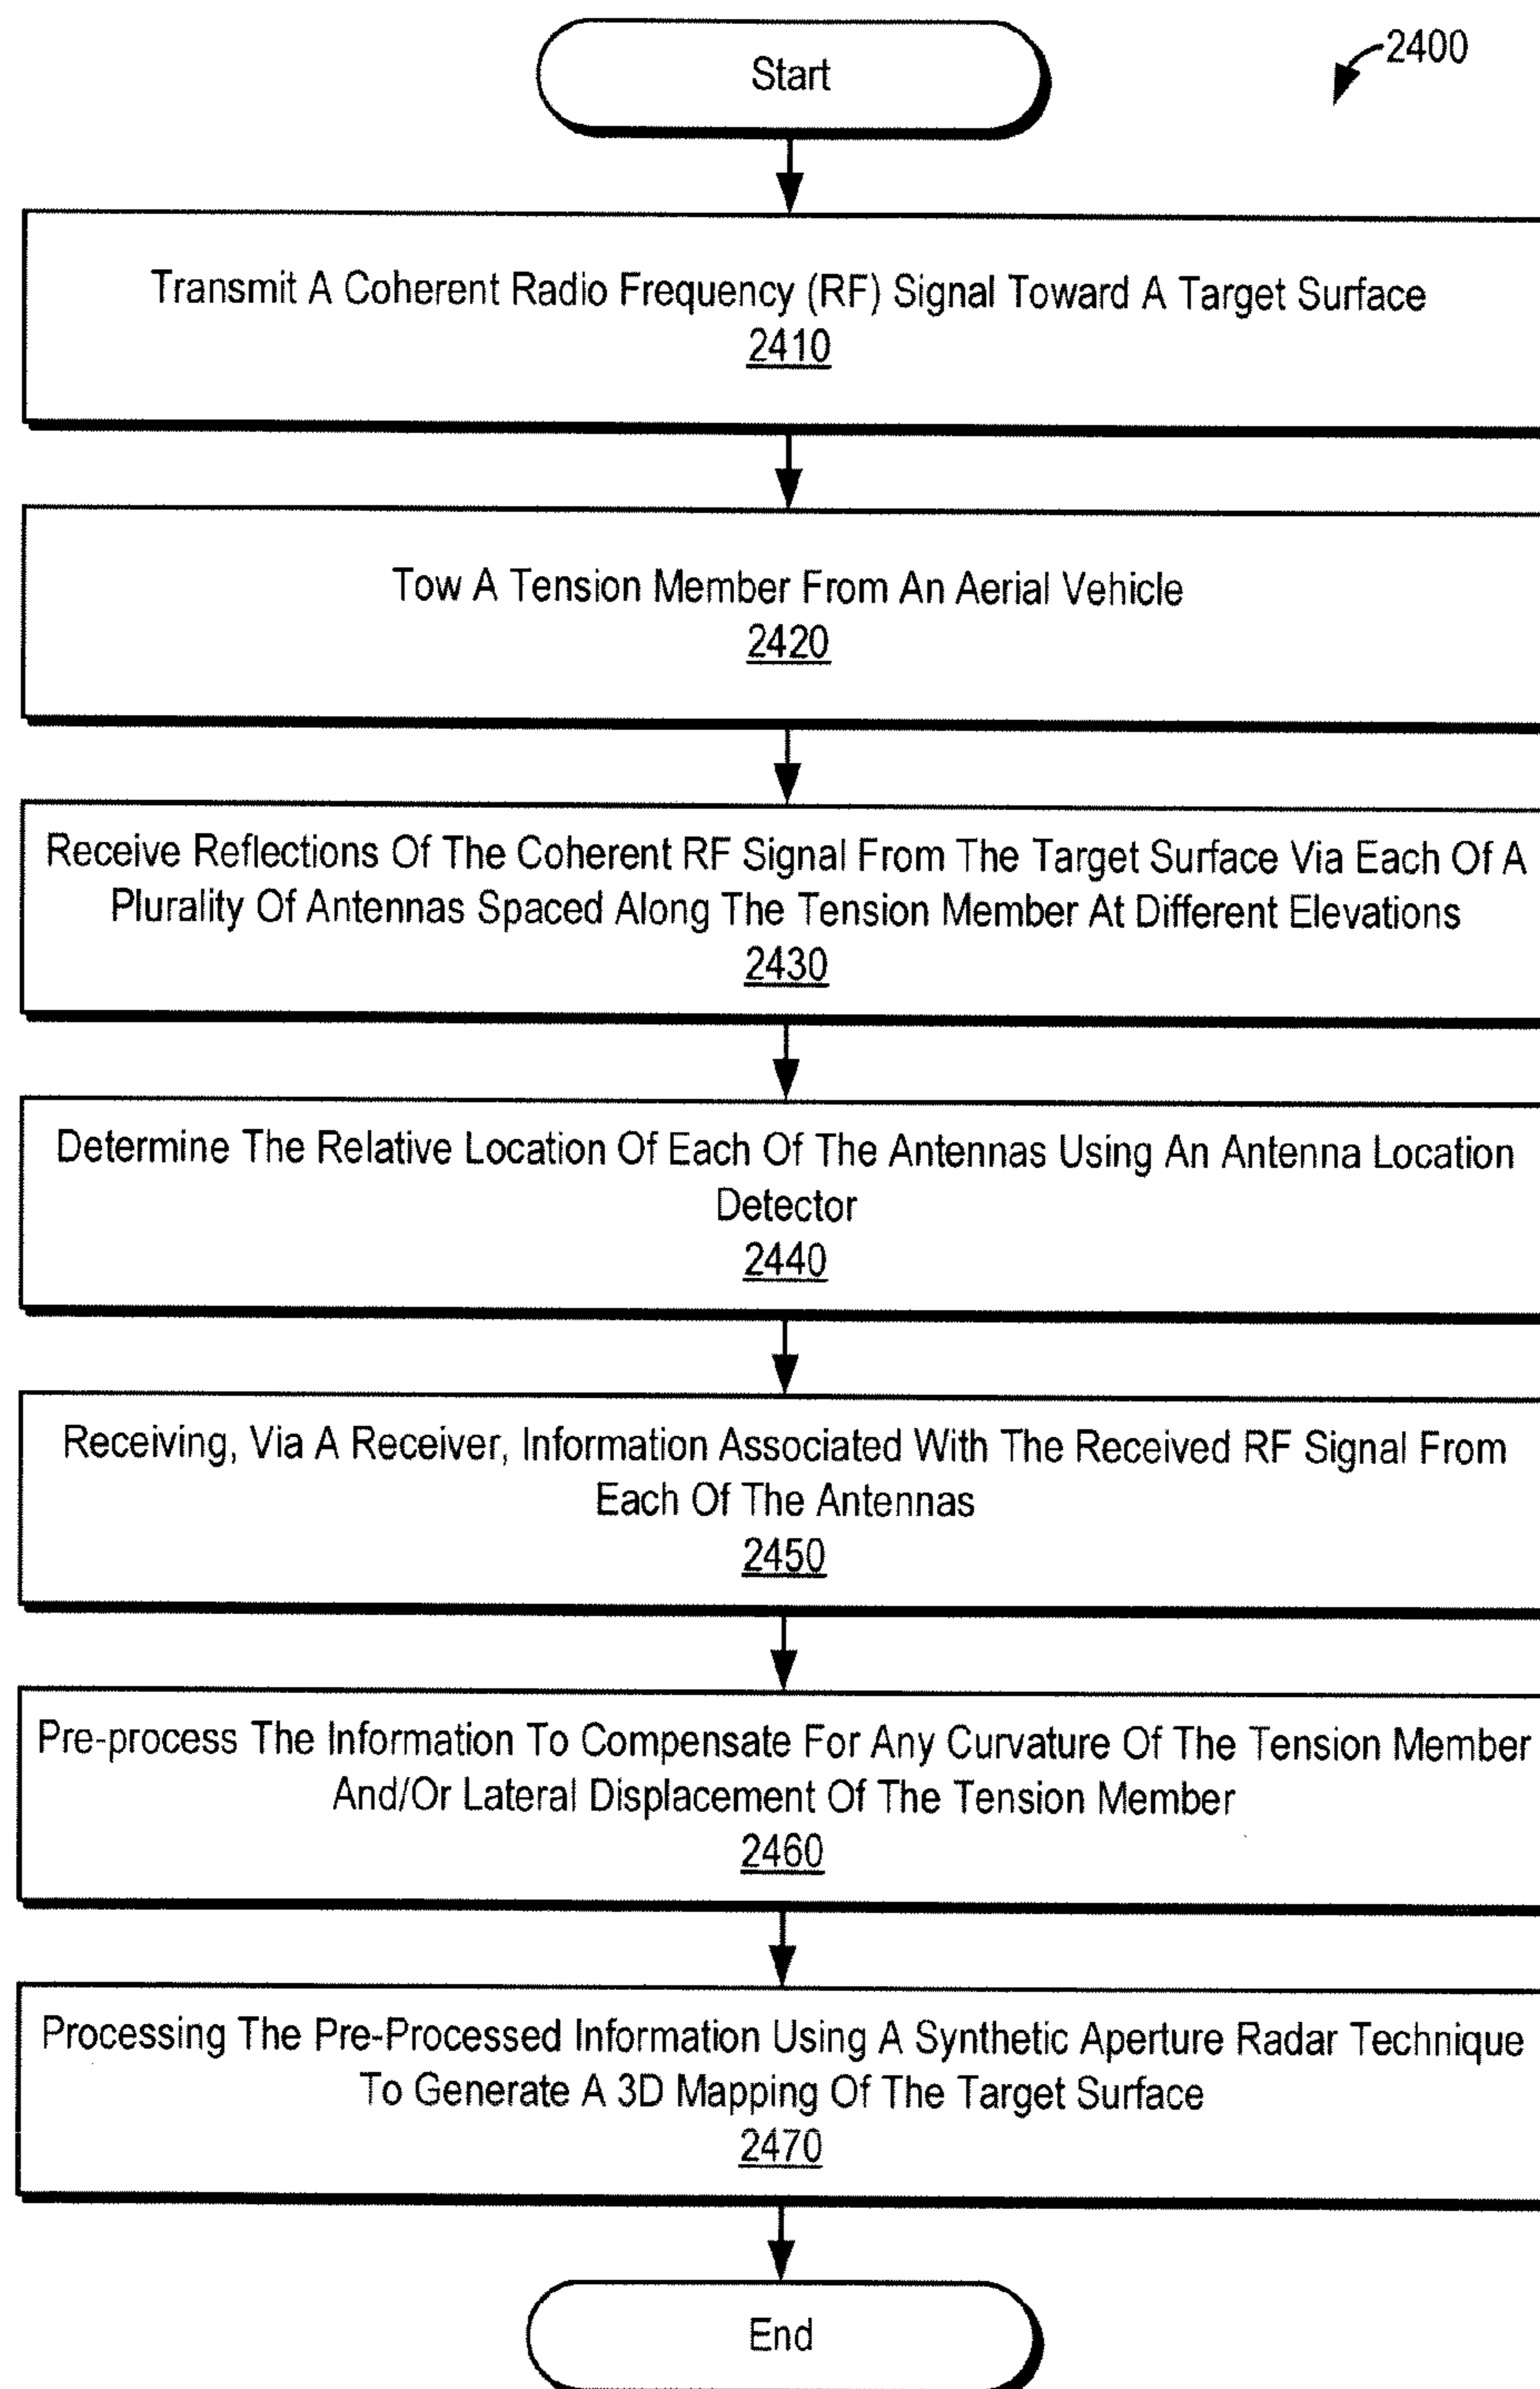 Start
2400
Transmit A Coherent Radio Frequency (RF) Signal Toward A Target Surface
2410
Tow A Tension Member From An Aerial Vehicle
2420
Receive Reflections Of The Coherent RF Signal From The Target Surface Via Each Of A
Plurality Of Antennas Spaced Along The Tension Member At Different Elevations
2430
Determine The Relative Location Of Each Of The Antennas Using An Antenna Location
Detector
2440
Receiving, Via A Receiver, Information Associated With The Received RF Signal From
Each Of The Antennas
2450
Pre-process The Information To Compensate For Any Curvature Of The Tension Member
And/Or Lateral Displacement Of The Tension Member
2460
Processing The Pre-Processed Information Using A Synthetic Aperture Radar Technique
To Generate A 3D Mapping Of The Target Surface
2470
End